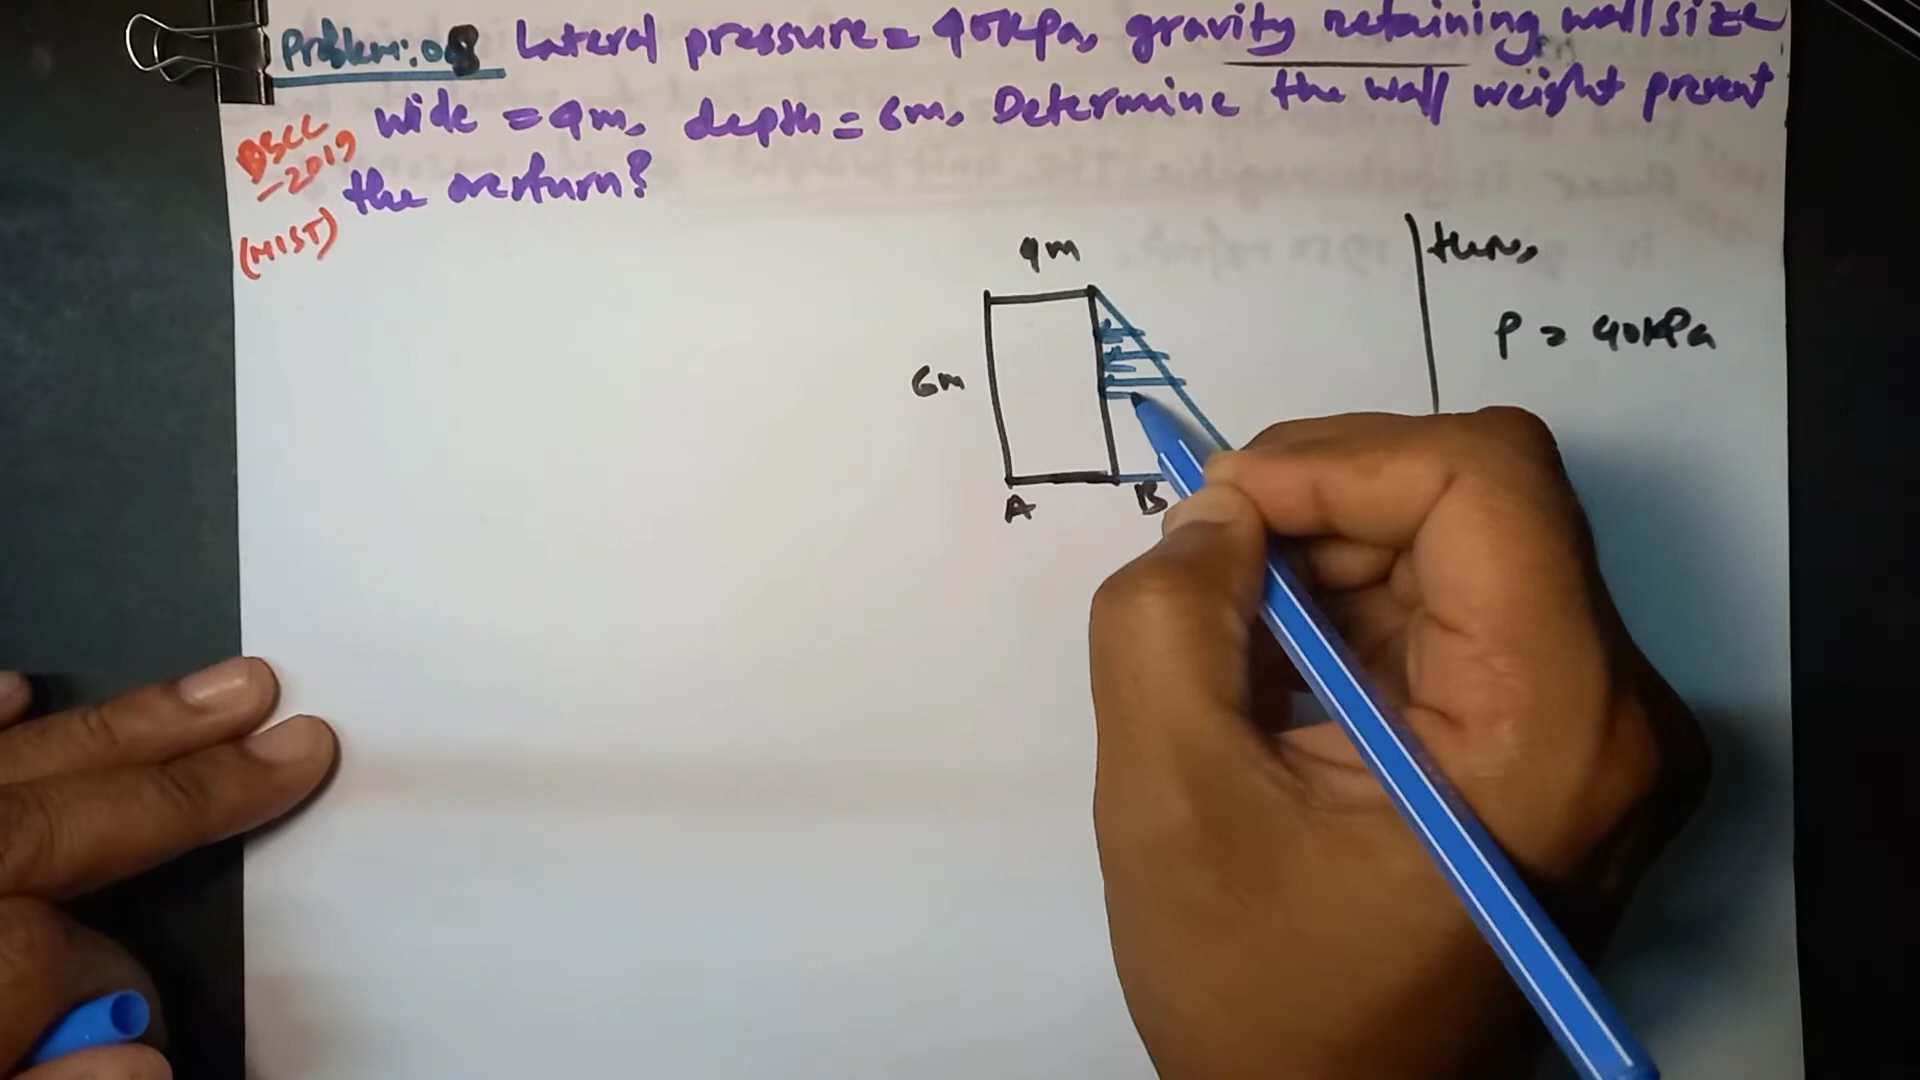 Problem:08 Lateral pressure = 40kPa, gravity retaining wall size
wide = 4m, depth = 6m, Determine the wall weight prevent
the overturn?
DSCC
-2019
(MIST)
4m
6m
A
B
here,
P = 40kPa